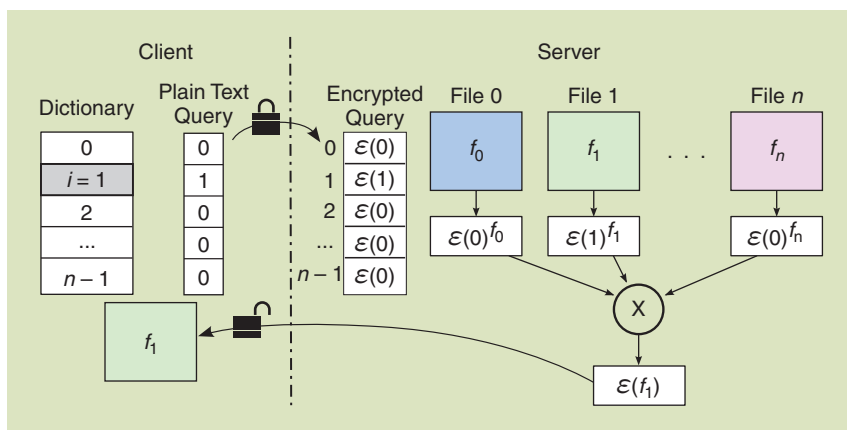 Client
Server
Dictionary
Plain Text
Query
Encrypted
Query
File 0
File 1
File n
0
i = 1
2
...
n – 1
0
1
0
0
0
0
1
2
...
n – 1
ε(0)
ε(1)
ε(0)
ε(0)
ε(0)
f₀
f₁
. . .
fₙ
ε(0)^f₀
ε(1)^f₁
ε(0)^fₙ
X
f₁
ε(f₁)